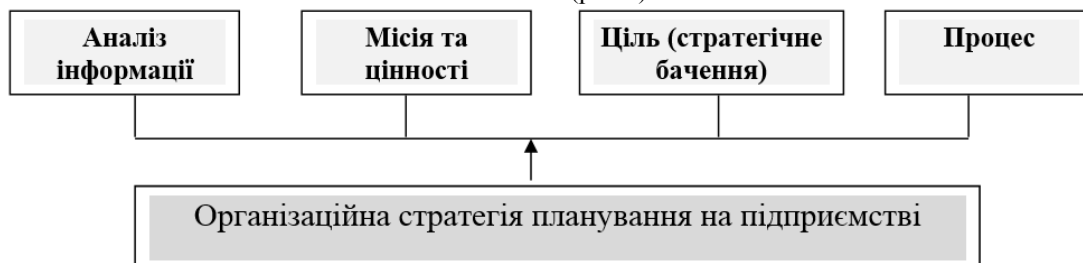 Аналіз
інформації
Місія та
цінності
Ціль (стратегічне
бачення)
Процес
Організаційна стратегія планування на підприємстві